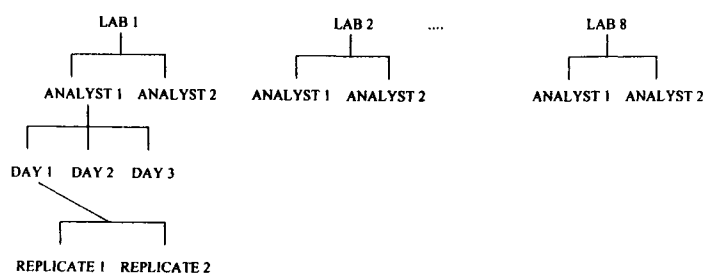 LAB 1 LAB 2 .... LAB 8
ANALYST 1 ANALYST 2 ANALYST 1 ANALYST 2 ANALYST 1 ANALYST 2
DAY 1 DAY 2 DAY 3
REPLICATE 1 REPLICATE 2